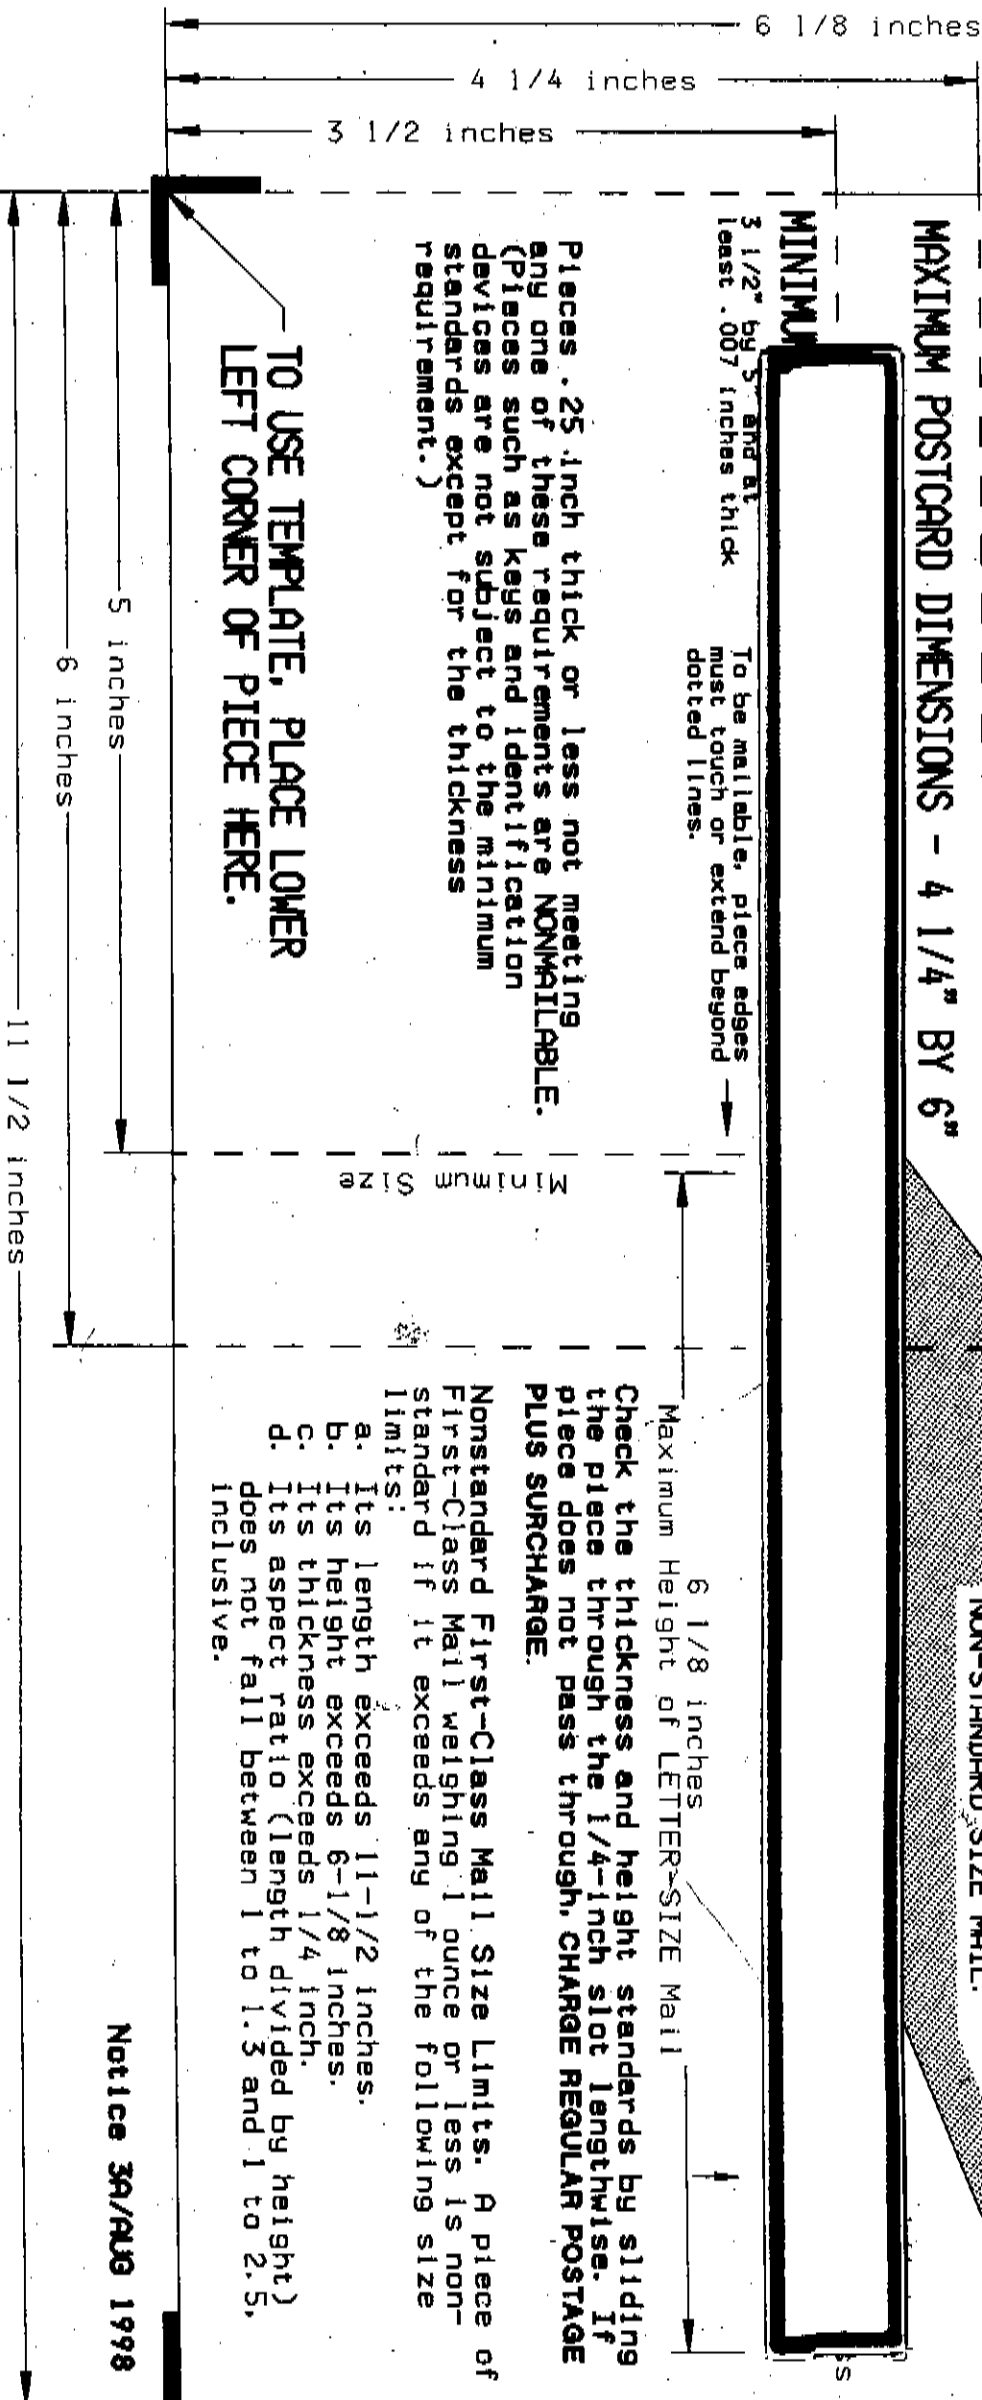 6 1/8 inches
4 1/4 inches
3 1/2 inches
MAXIMUM POSTCARD DIMENSIONS - 4 1/4" BY 6"
NON-STANDARD-SIZE MAIL.
MINIMUM
3 1/2" by 5" and at
least .007 inches thick
To be mailable, piece edges
must touch or extend beyond
dotted lines.
Pieces .25 inch thick or less not meeting
any one of these requirements are NONMAILABLE.
(Pieces such as keys and identification
devices are not subject to the minimum
standards except for the thickness
requirement.)
TO USE TEMPLATE, PLACE LOWER
LEFT CORNER OF PIECE HERE.
Minimum Size
6 1/8 inches
Maximum Height of LETTER-SIZE Mail
Check the thickness and height standards by sliding
the piece through the 1/4-inch slot lengthwise. If
piece does not pass through, CHARGE REGULAR POSTAGE
PLUS SURCHARGE.
Nonstandard First-Class Mail Size Limits. A piece of
First-Class Mail weighing 1 ounce or less is non-
standard if it exceeds any of the following size
limits:
a. Its length exceeds 11-1/2 inches.
b. Its height exceeds 6-1/8 inches.
c. Its thickness exceeds 1/4 inch.
d. Its aspect ratio (length divided by height)
does not fall between 1 to 1.3 and 1 to 2.5,
inclusive.
5 inches
6 inches
11 1/2 inches
Notice 3A/AUG 1998